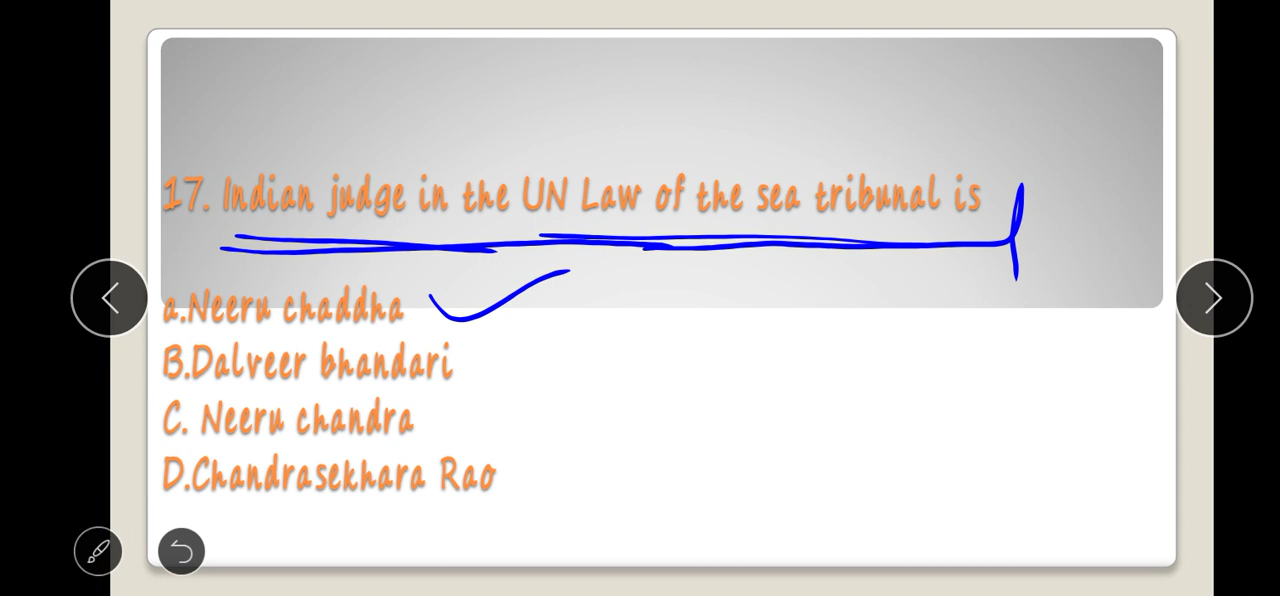 17. Indian judge in the UN Law of the sea tribunal is
a.Neeru chaddha
B.Dalveer bhandari
C. Neeru chandra
D.Chandrasekhara Rao